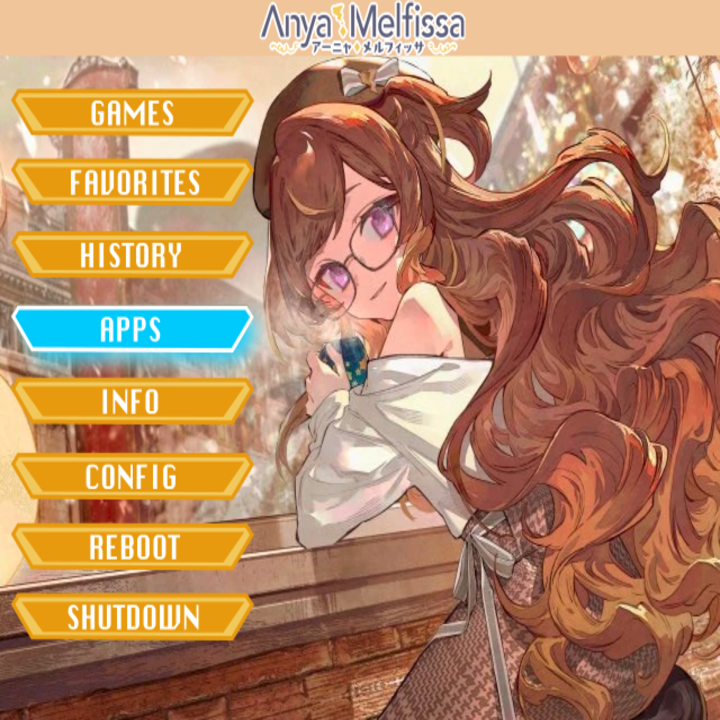 Anya Melfissa
アーニャ メルフィッサ
GAMES
FAVORITES
HISTORY
APPS
INFO
CONFIG
REBOOT
SHUTDOWN